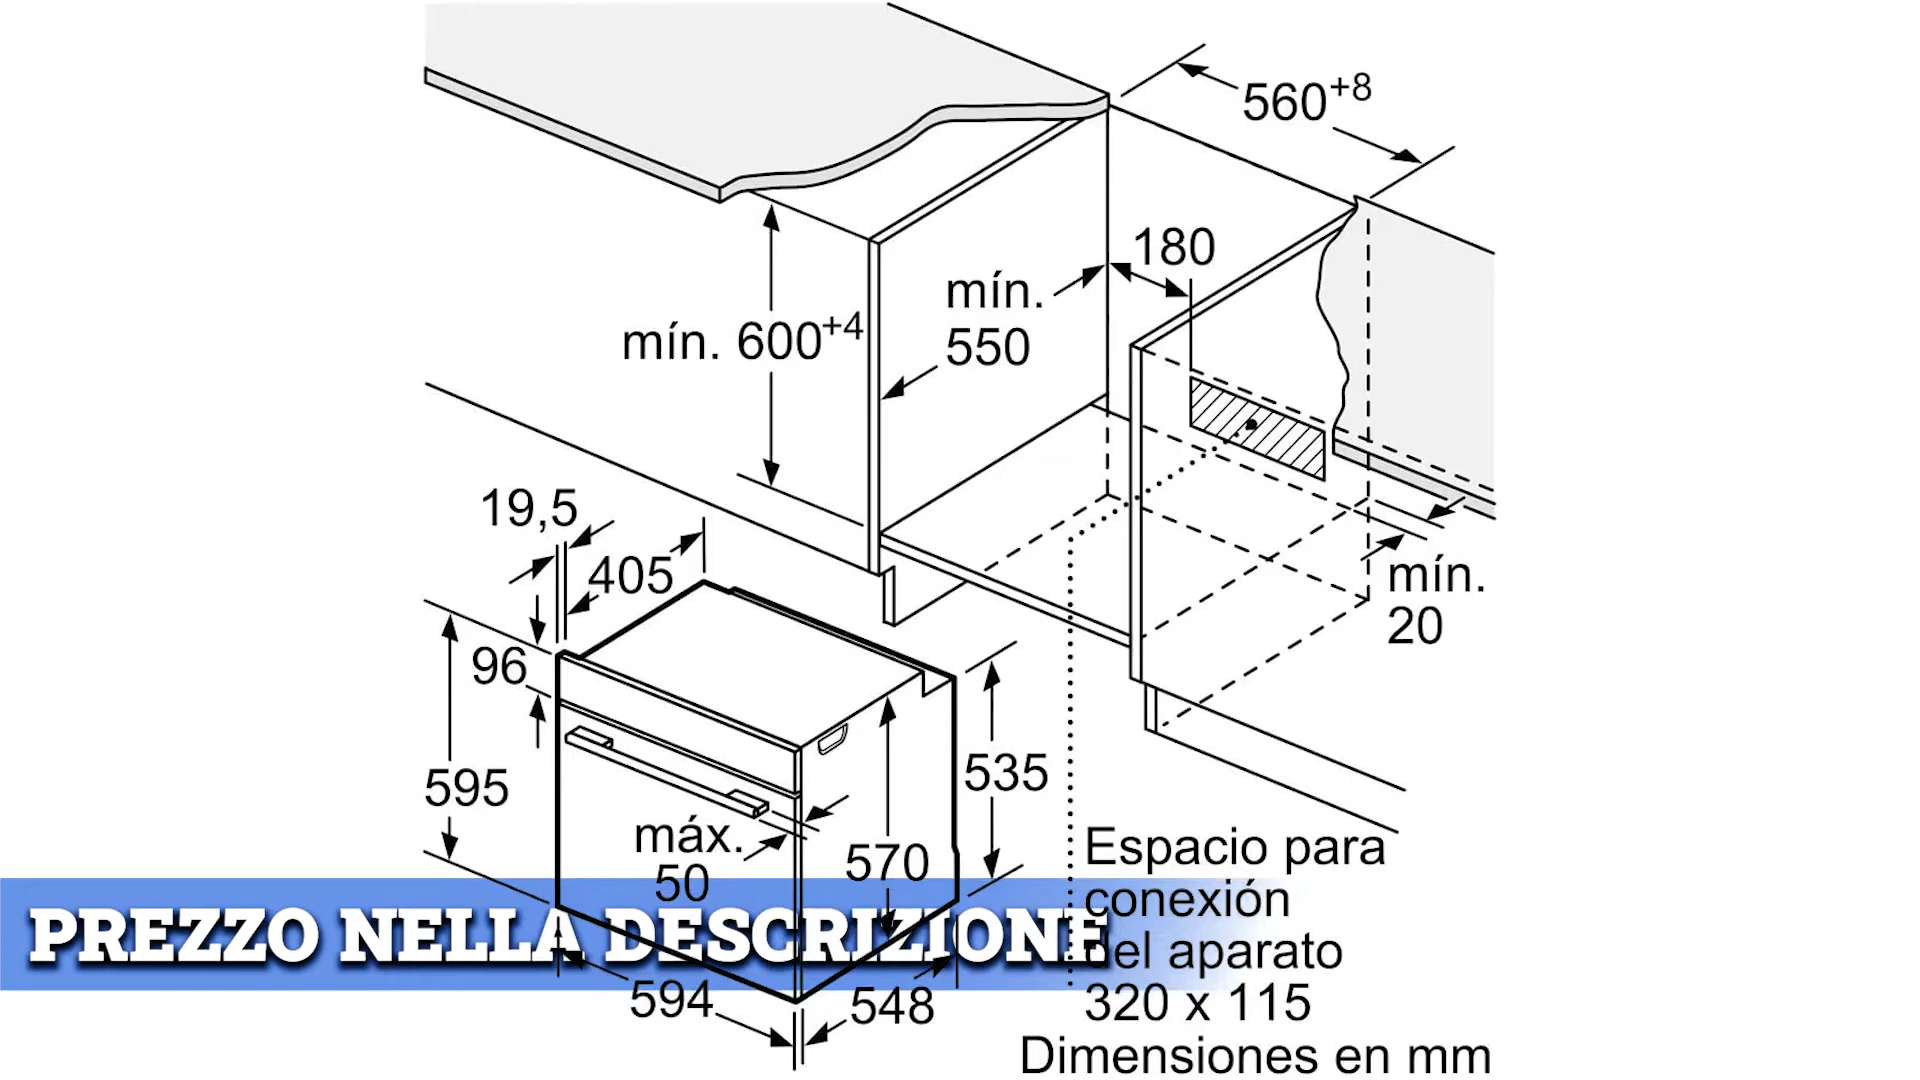 560+8
180
mín.
550
mín. 600+4
19,5
405
mín.
20
96
595
535
máx.
50
570
Espacio para
conexión
del aparato
320 x 115
PREZZO NELLA DESCRIZIONE
594
548
Dimensiones en mm